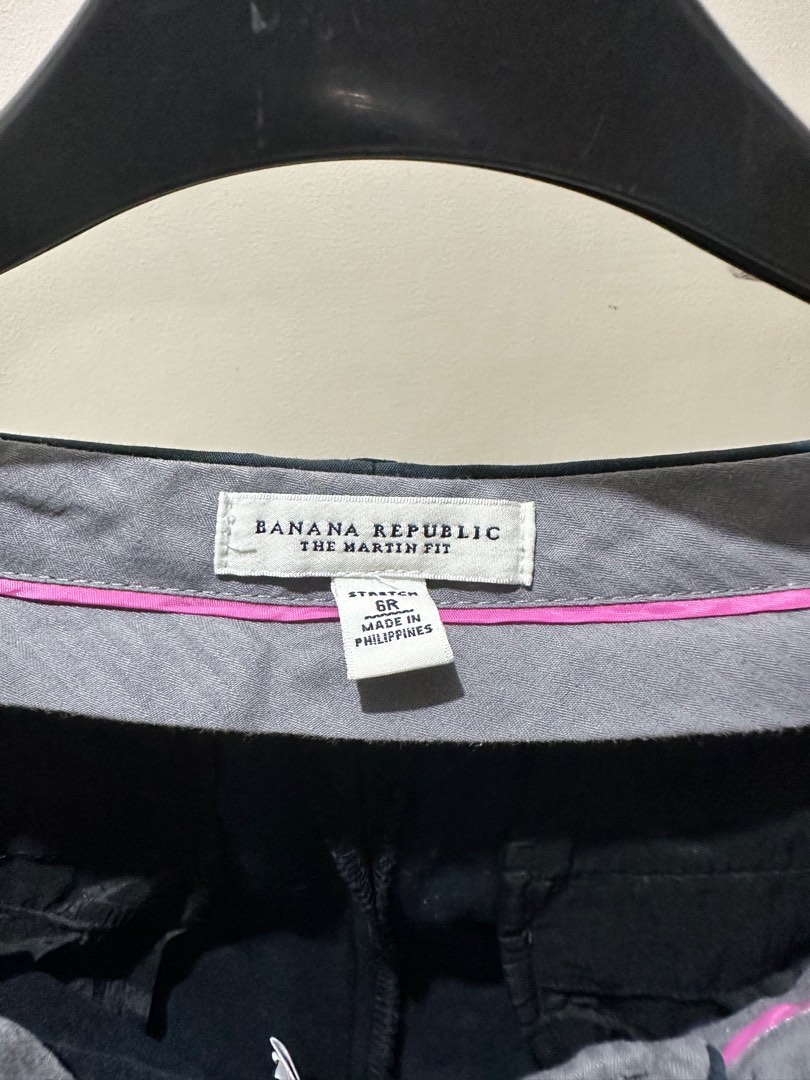 BANANA REPUBLIC
THE MARTIN FIT
STRETCH
6R
MADE IN
PHILIPPINES